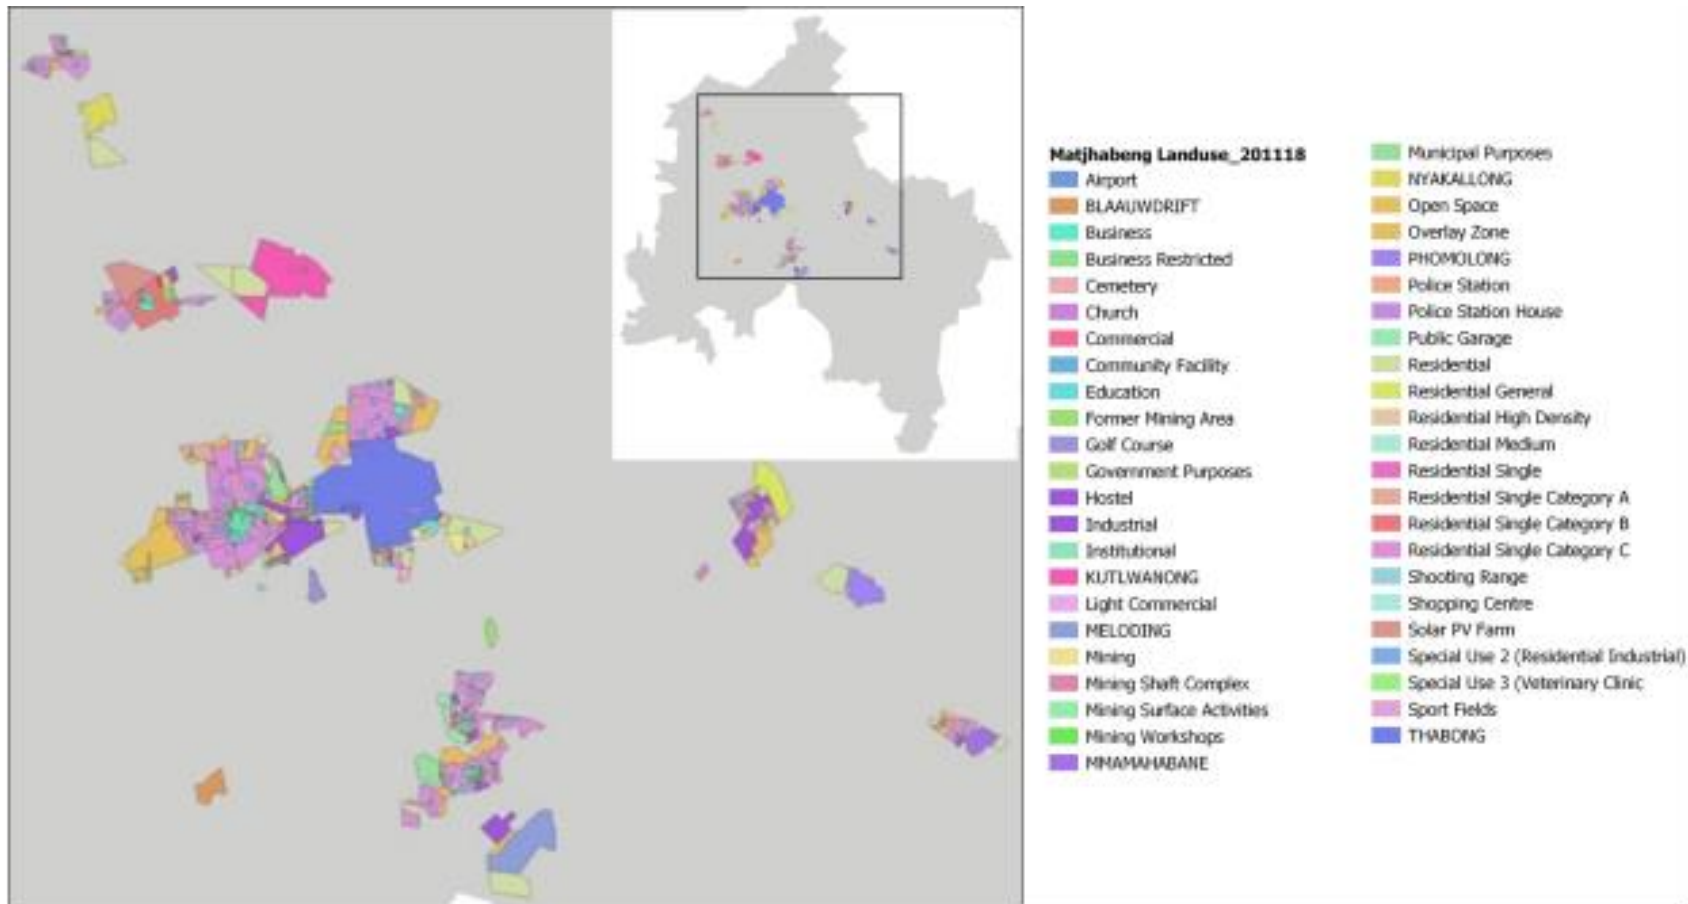 Matjhabeng Landuse_201118
Airport
BLAAUWDRIFT
Business
Business Restricted
Cemetery
Church
Commercial
Community Facility
Education
Former Mining Area
Golf Course
Government Purposes
Hostel
Industrial
Institutional
KUTLWANONG
Light Commercial
MELODING
Mining
Mining Shaft Complex
Mining Surface Activities
Mining Workshops
MMAMAHABANE
Municipal Purposes
NYAKALLONG
Open Space
Overlay Zone
PHOMOLONG
Police Station
Police Station House
Public Garage
Residential
Residential General
Residential High Density
Residential Medium
Residential Single
Residential Single Category A
Residential Single Category B
Residential Single Category C
Shooting Range
Shopping Centre
Solar PV Farm
Special Use 2 (Residential Industrial)
Special Use 3 (Veterinary Clinic
Sport Fields
THABONG